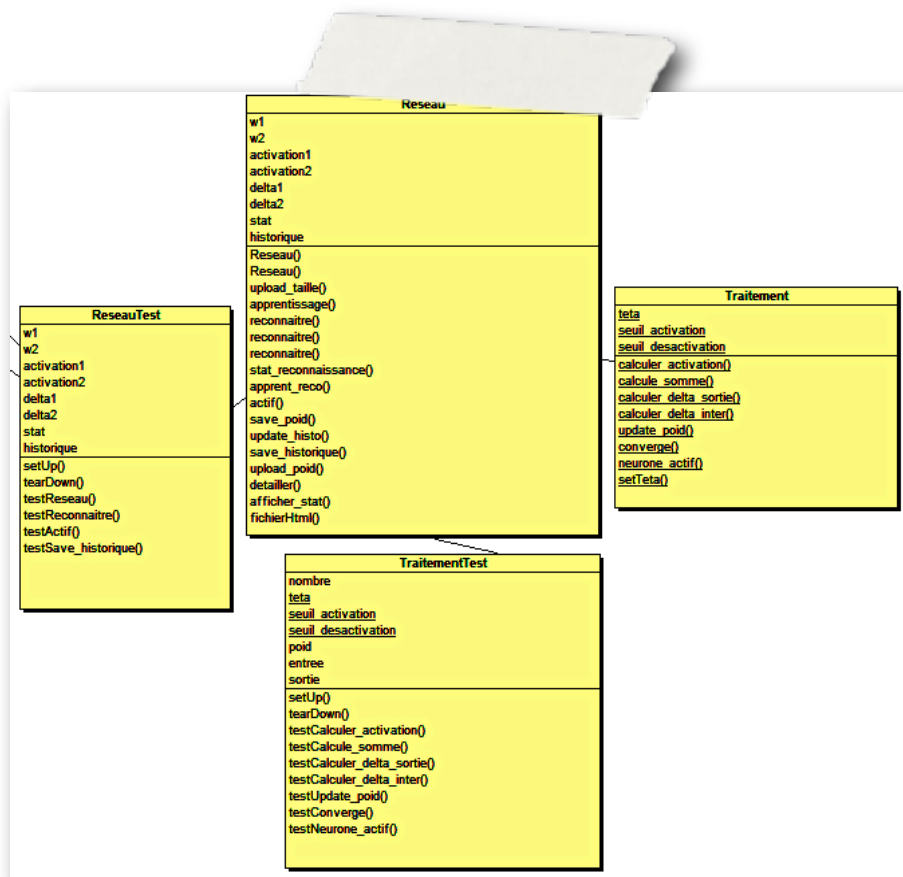 Reseau
w1
w2
activation1
activation2
delta1
delta2
stat
historique
Reseau()
Reseau()
upload_taille()
apprentissage()
reconnaitre()
reconnaitre()
reconnaitre()
stat_reconnaissance()
apprent_reco()
actif()
save_poid()
update_histo()
save_historique()
upload_poid()
detailler()
afficher_stat()
fichierHtml()
ReseauTest
w1
w2
activation1
activation2
delta1
delta2
stat
historique
setUp()
tearDown()
testReseau()
testReconnaitre()
testActif()
testSave_historique()
Traitement
teta
seuil_activation
seuil_desactivation
calculer_activation()
calcule_somme()
calculer_delta_sortie()
calculer_delta_inter()
update_poid()
converge()
neurone_actif()
setTeta()
TraitementTest
nombre
teta
seuil_activation
seuil_desactivation
poid
entree
sortie
setUp()
tearDown()
testCalculer_activation()
testCalcule_somme()
testCalculer_delta_sortie()
testCalculer_delta_inter()
testUpdate_poid()
testConverge()
testNeurone_actif()